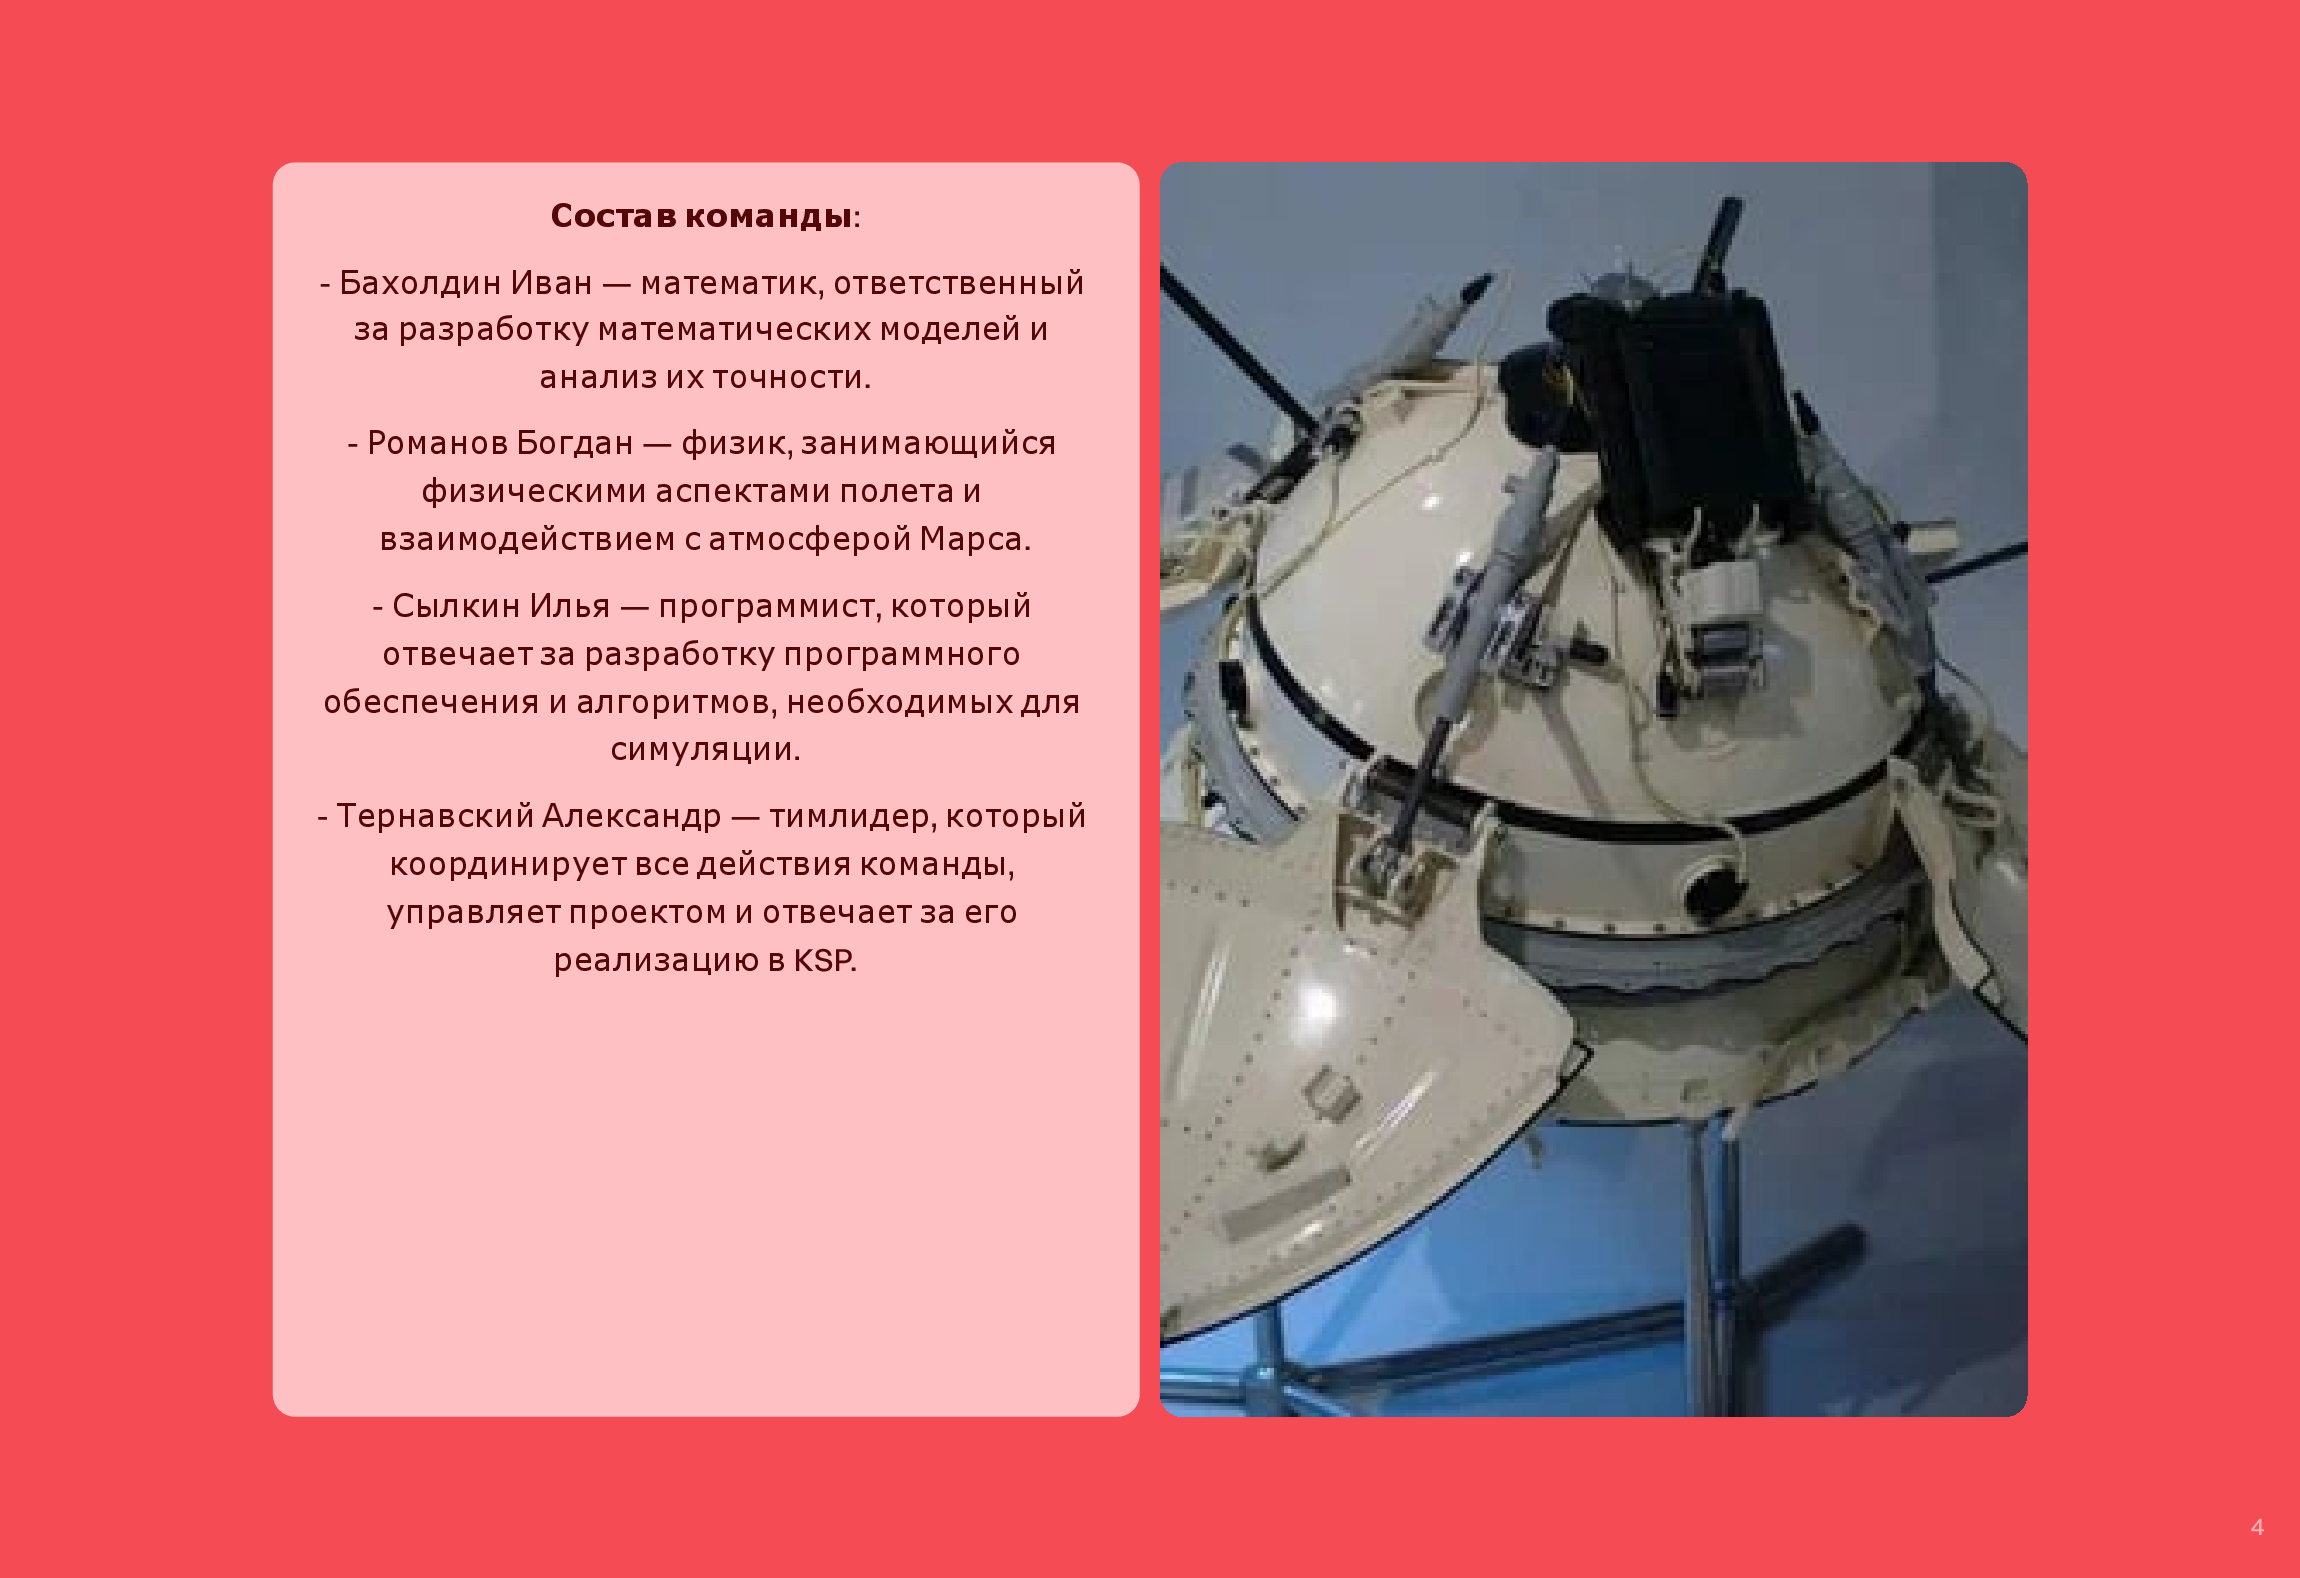 Состав команды:
- Бахолдин Иван — математик, ответственный
за разработку математических моделей и
анализ их точности.
- Романов Богдан — физик, занимающийся
физическими аспектами полета и
взаимодействием с атмосферой Марса.
- Сылкин Илья — программист, который
отвечает за разработку программного
обеспечения и алгоритмов, необходимых для
симуляции.
- Тернавский Александр — тимлидер, который
координирует все действия команды,
управляет проектом и отвечает за его
реализацию в KSP.
4